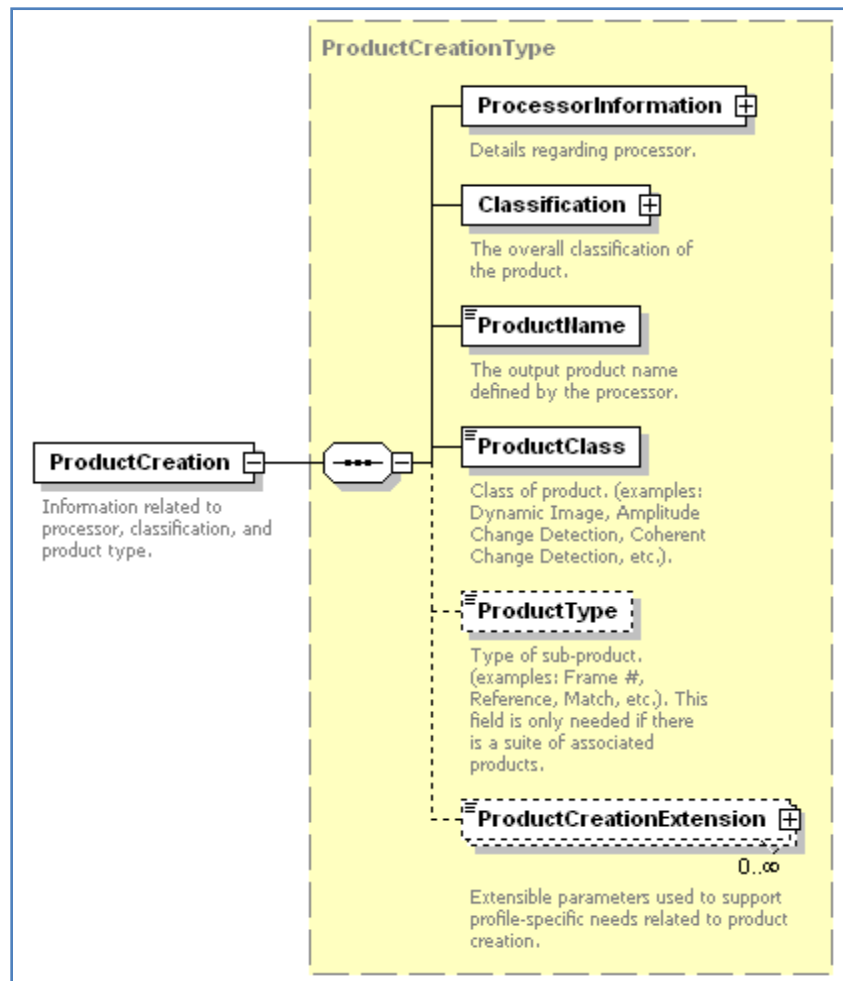 ProductCreationType
ProcessorInformation
Details regarding processor.
Classification
The overall classification of
the product.
ProductName
The output product name
defined by the processor.
ProductCreation
Information related to
processor, classification, and
product type.
ProductClass
Class of product. (examples:
Dynamic Image, Amplitude
Change Detection, Coherent
Change Detection, etc.).
ProductType
Type of sub-product.
(examples: Frame #,
Reference, Match, etc.). This
field is only needed if there
is a suite of associated
products.
ProductCreationExtension
0..∞
Extensible parameters used to support
profile-specific needs related to product
creation.